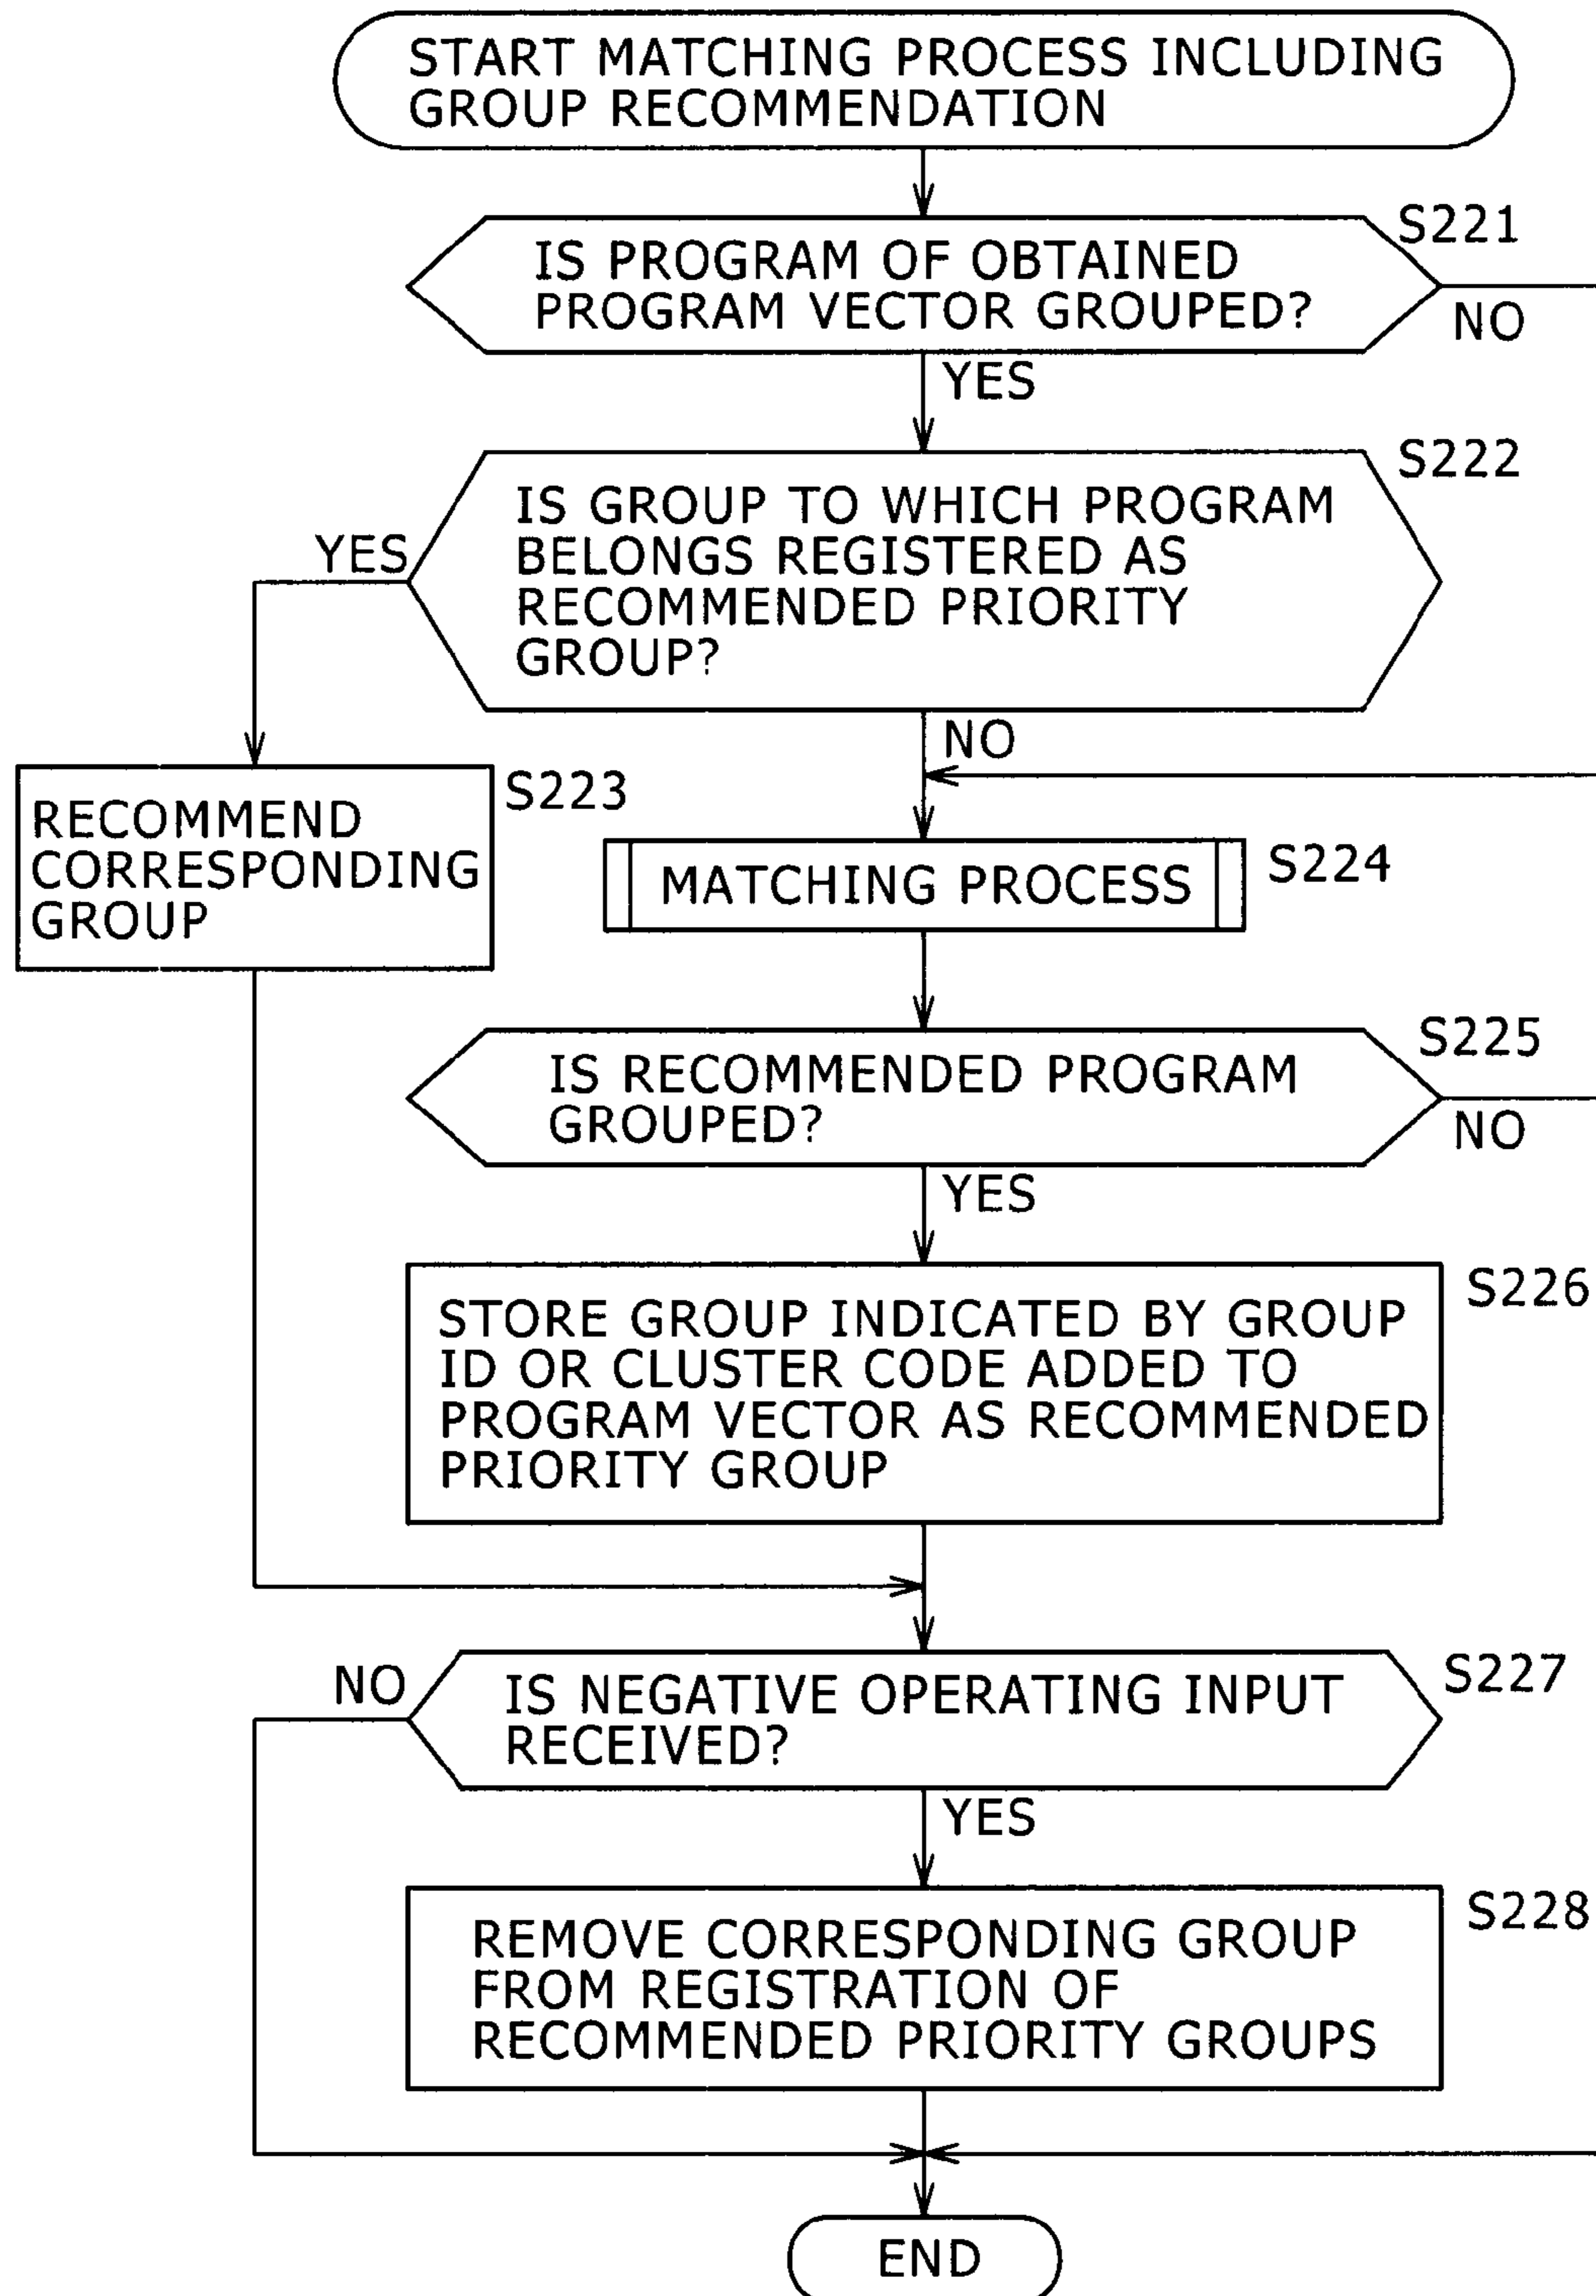 START MATCHING PROCESS INCLUDING
GROUP RECOMMENDATION
S221
IS PROGRAM OF OBTAINED
PROGRAM VECTOR GROUPED?
NO
YES
S222
IS GROUP TO WHICH PROGRAM
BELONGS REGISTERED AS
RECOMMENDED PRIORITY
GROUP?
YES
NO
S223
RECOMMEND
CORRESPONDING
GROUP
S224
MATCHING PROCESS
S225
IS RECOMMENDED PROGRAM
GROUPED?
NO
YES
S226
STORE GROUP INDICATED BY GROUP
ID OR CLUSTER CODE ADDED TO
PROGRAM VECTOR AS RECOMMENDED
PRIORITY GROUP
S227
NO
IS NEGATIVE OPERATING INPUT
RECEIVED?
YES
S228
REMOVE CORRESPONDING GROUP
FROM REGISTRATION OF
RECOMMENDED PRIORITY GROUPS
END